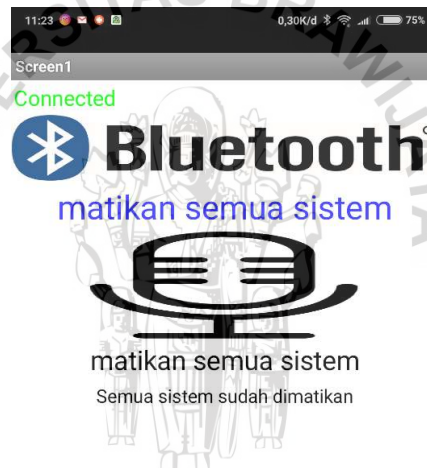 11:23 0,30K/d 75%
Screen1
Connected
Bluetooth
matikan semua sistem
matikan semua sistem
Semua sistem sudah dimatikan